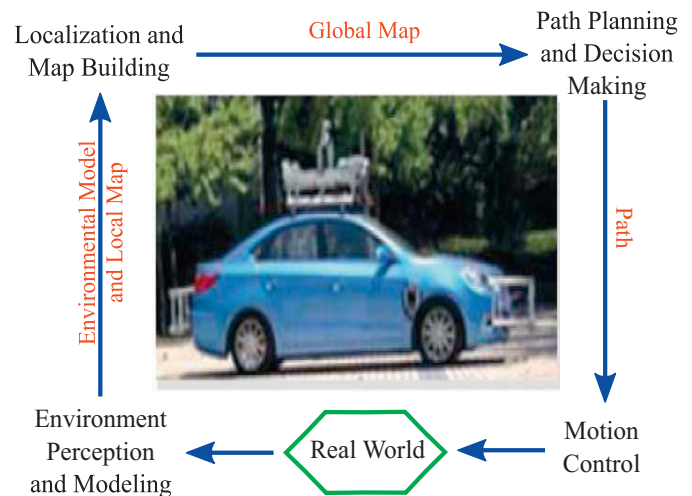 Localization and
Map Building
Global Map
Path Planning
and Decision
Making
Environmental Model
and Local Map
Path
Environment
Perception
and Modeling
Real World
Motion
Control